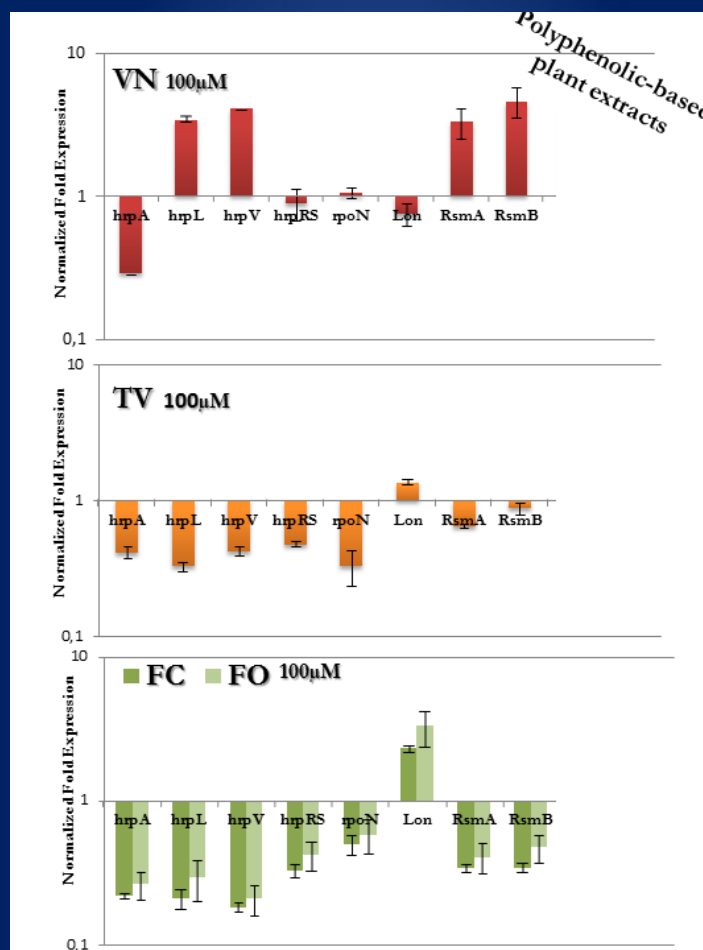 Polyphenolic-based
plant extracts
10
VN 100µM
Normalized Fold Expression
1
hrpA hrpL hrpV hrpRS rpoN Lon RsmA RsmB
0,1
10
TV 100µM
Normalized Fold Expression
1
hrpA hrpL hrpV hrpRS rpoN Lon RsmA RsmB
0,1
10
FC FO 100µM
Normalized Fold Expression
1
hrpA hrpL hrpV hrpRS rpoN Lon RsmA RsmB
0.1